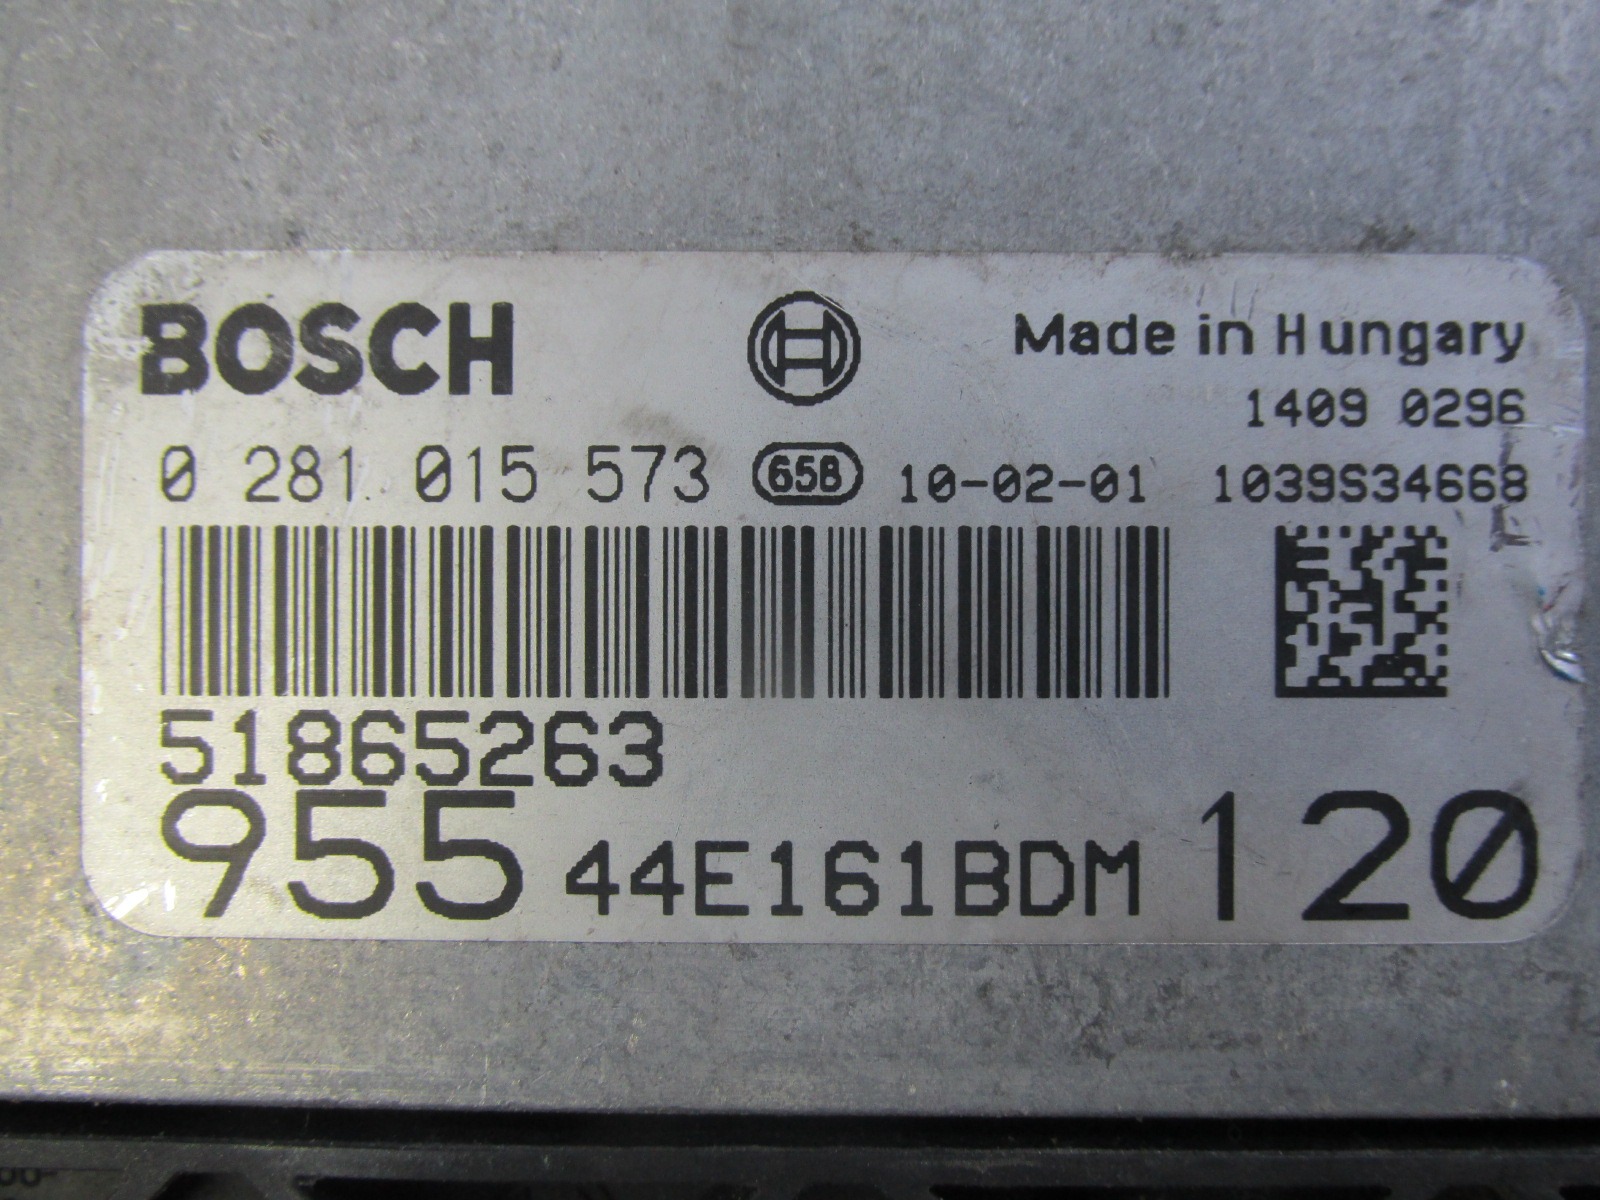 BOSCH
Made in Hungary
1409 0296
0 281 015 573 658 10-02-01 1039S34668
51865263
955 44E161BDM 120